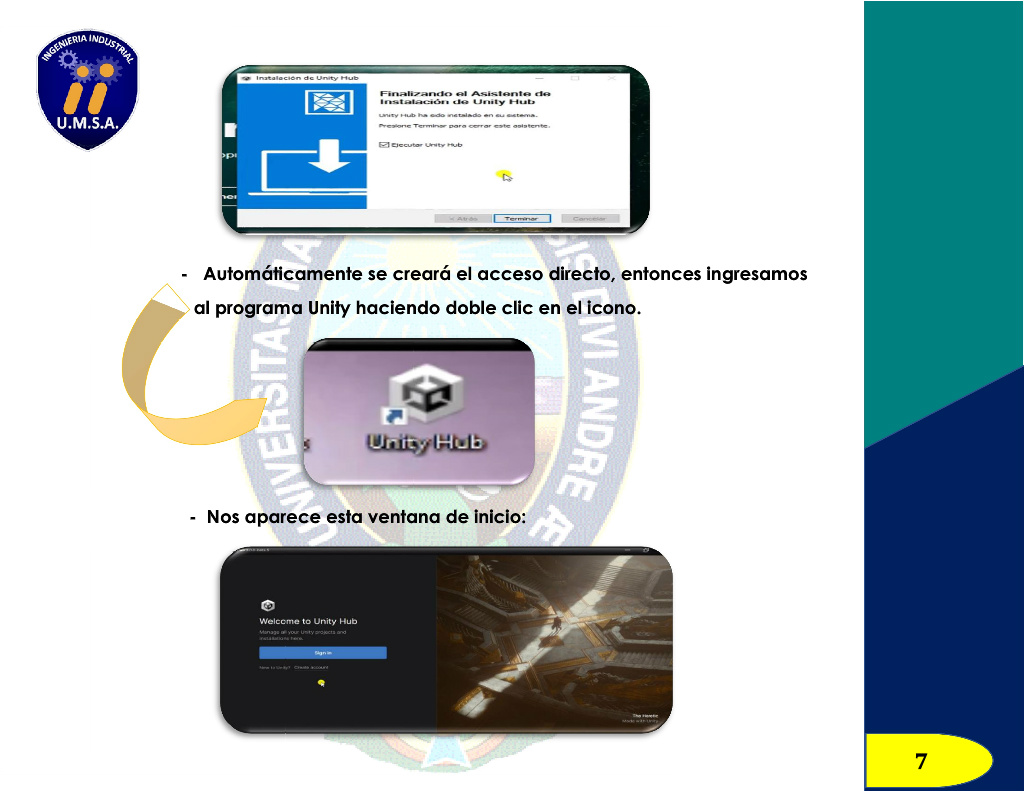 INGENIERIA INDUSTRIAL
U.M.S.A.
Instalación de Unity Hub
Finalizando el Asistente de
Instalación de Unity Hub
Unity Hub ha sido instalado en su sistema.
Presione Terminar para cerrar este asistente.
Ejecutar Unity Hub
< Atrás Terminar Cancelar
- Automáticamente se creará el acceso directo, entonces ingresamos
al programa Unity haciendo doble clic en el icono.
Unity Hub
- Nos aparece esta ventana de inicio:
Welcome to Unity Hub
Manage all your Unity projects and
installations here.
Sign in
New to Unity? Create account
The Heretic
Made with Unity
UNIVERSITAS
DIVI ANDRE Æ
7